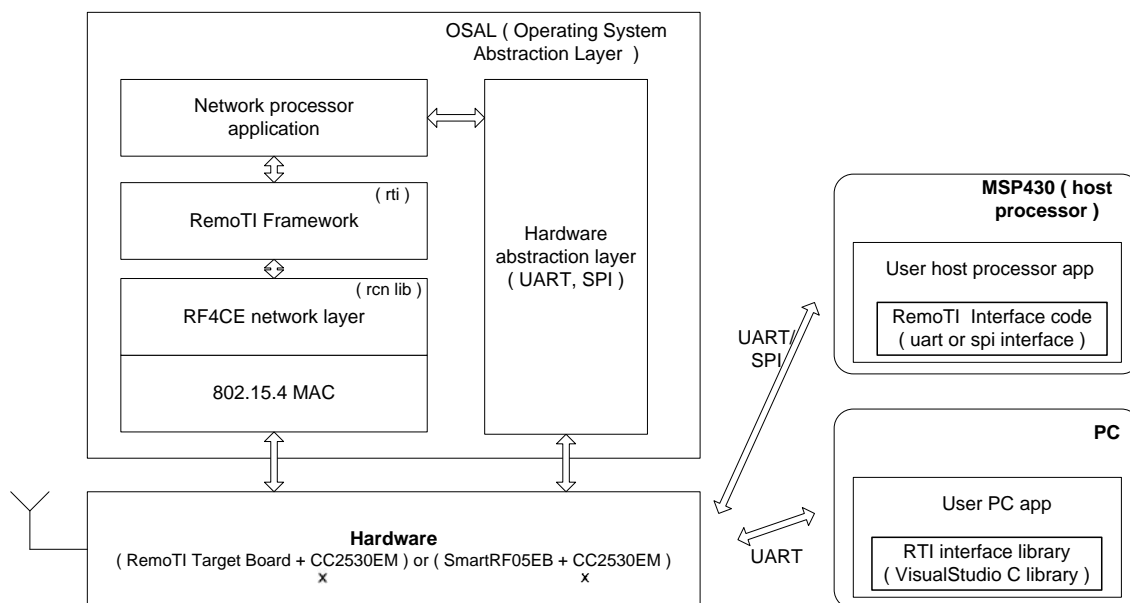 OSAL ( Operating System
Abstraction Layer )
Network processor
application
( rti )
RemoTI Framework
( rcn lib )
RF4CE network layer
802.15.4 MAC
Hardware
abstraction layer
( UART, SPI )
Hardware
( RemoTI Target Board + CC2530EM ) or ( SmartRF05EB + CC2530EM )
x
x
UART/
SPI
UART
MSP430 ( host
processor )
User host processor app
RemoTI Interface code
( uart or spi interface )
PC
User PC app
RTI interface library
( VisualStudio C library )